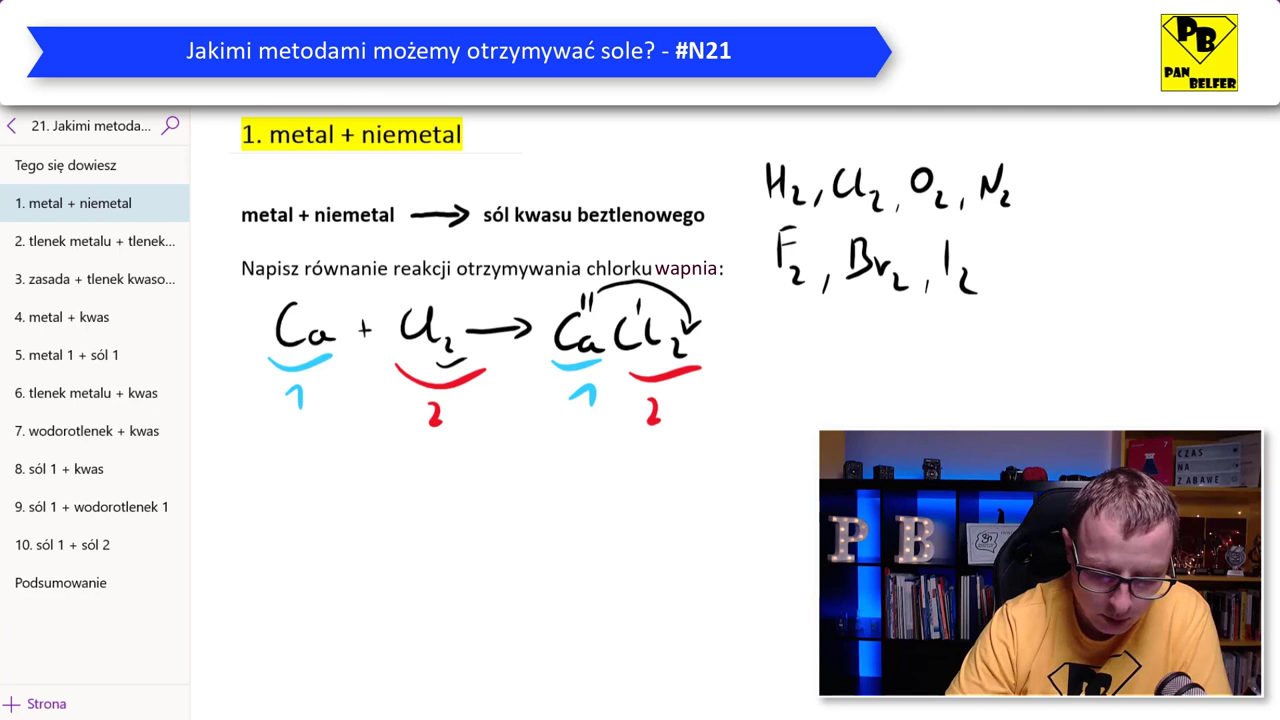 Jakimi metodami możemy otrzymywać sole? - #N21
PB
PAN
BELFER
21. Jakimi metoda...
Tego się dowiesz
1. metal + niemetal
2. tlenek metalu + tlenek...
3. zasada + tlenek kwaso...
4. metal + kwas
5. metal 1 + sól 1
6. tlenek metalu + kwas
7. wodorotlenek + kwas
8. sól 1 + kwas
9. sól 1 + wodorotlenek 1
10. sól 1 + sól 2
Podsumowanie
Strona
1. metal + niemetal
metal + niemetal → sól kwasu beztlenowego
Napisz równanie reakcji otrzymywania chlorku wapnia:
II I
Ca + Cl2 → CaCl2
1 2 1 2
H2, Cl2, O2, N2
F2, Br2, I2
CZAS
NA
ZABAWĘ
P B